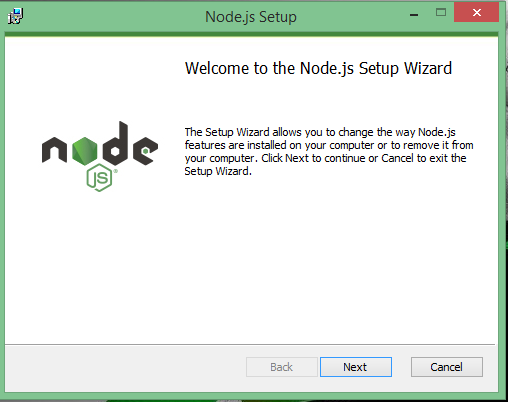 Node.js Setup
Welcome to the Node.js Setup Wizard
node
JS®
The Setup Wizard allows you to change the way Node.js
features are installed on your computer or to remove it from
your computer. Click Next to continue or Cancel to exit the
Setup Wizard.
Back Next Cancel